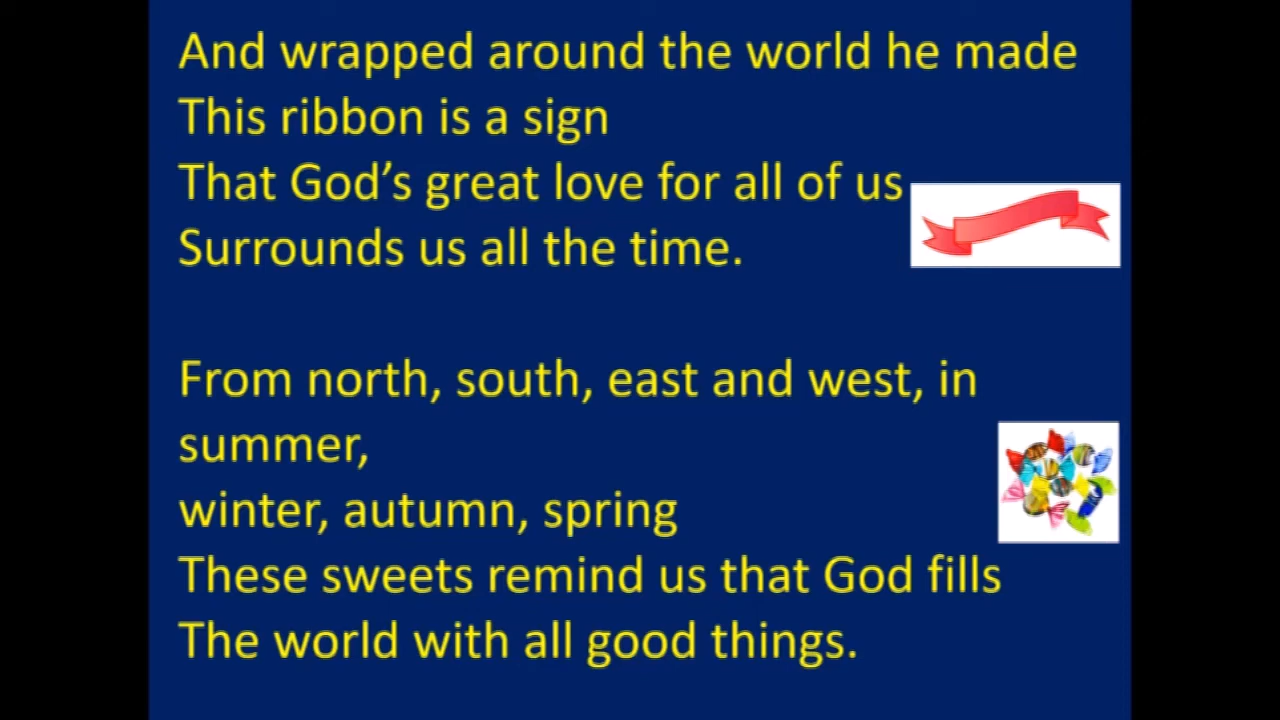 And wrapped around the world he made
This ribbon is a sign
That God’s great love for all of us
Surrounds us all the time.
From north, south, east and west, in
summer,
winter, autumn, spring
These sweets remind us that God fills
The world with all good things.